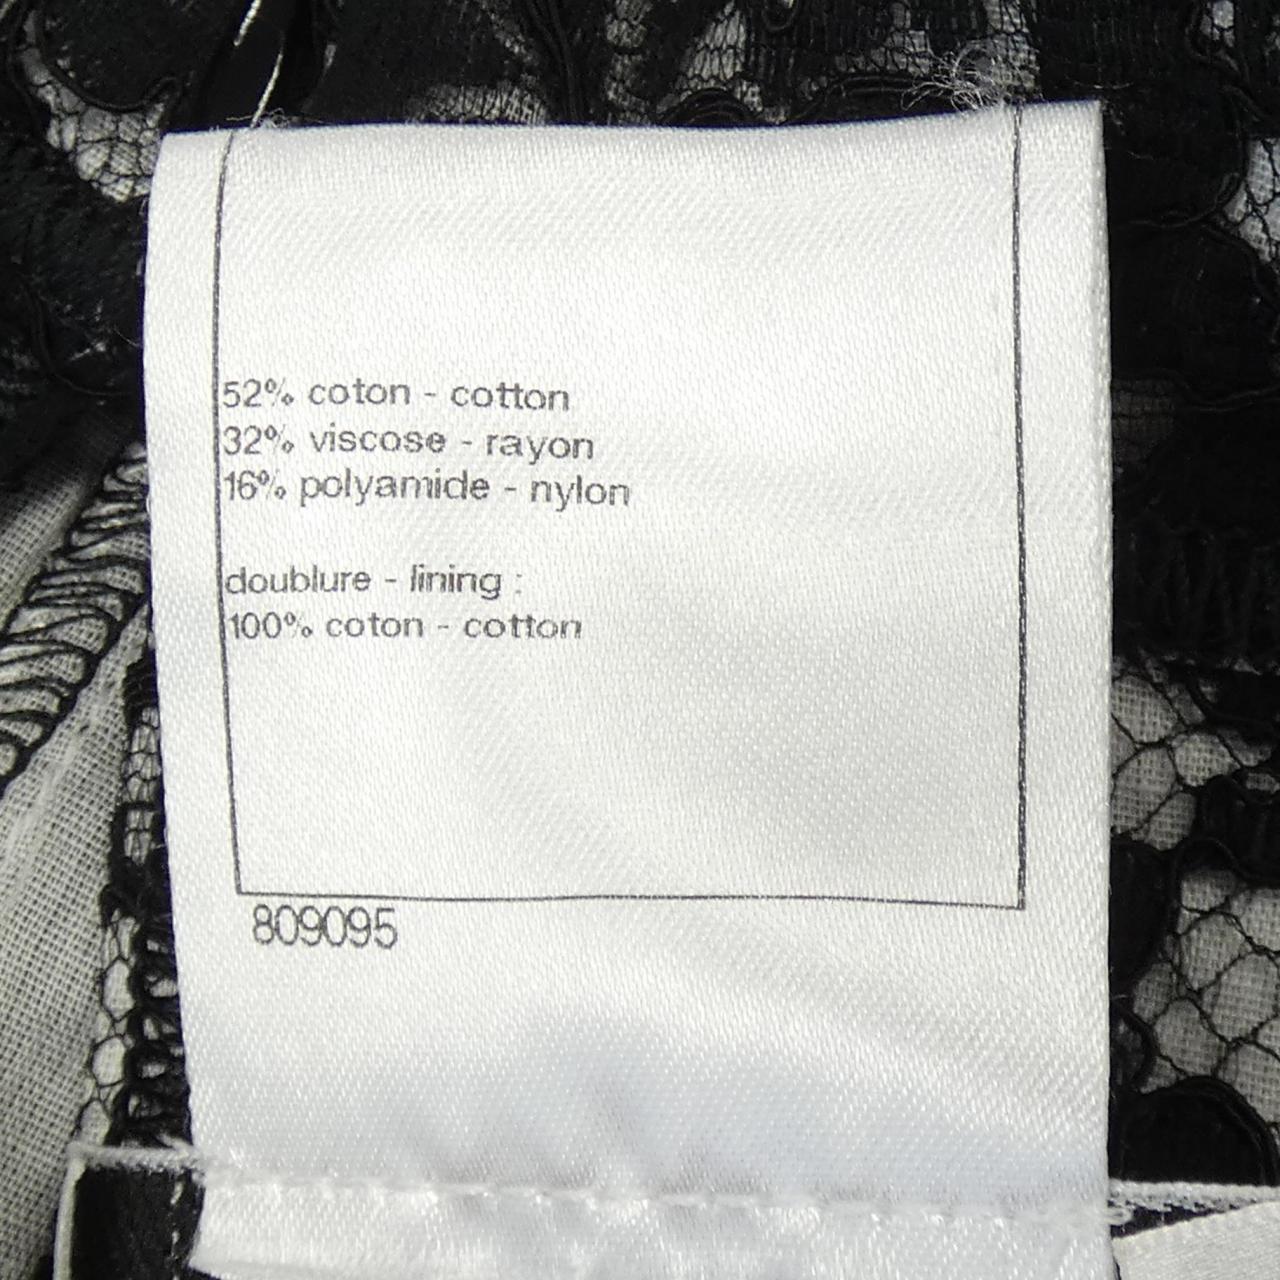 52% coton - cotton
32% viscose - rayon
16% polyamide - nylon
doublure - lining :
100% coton - cotton
809095